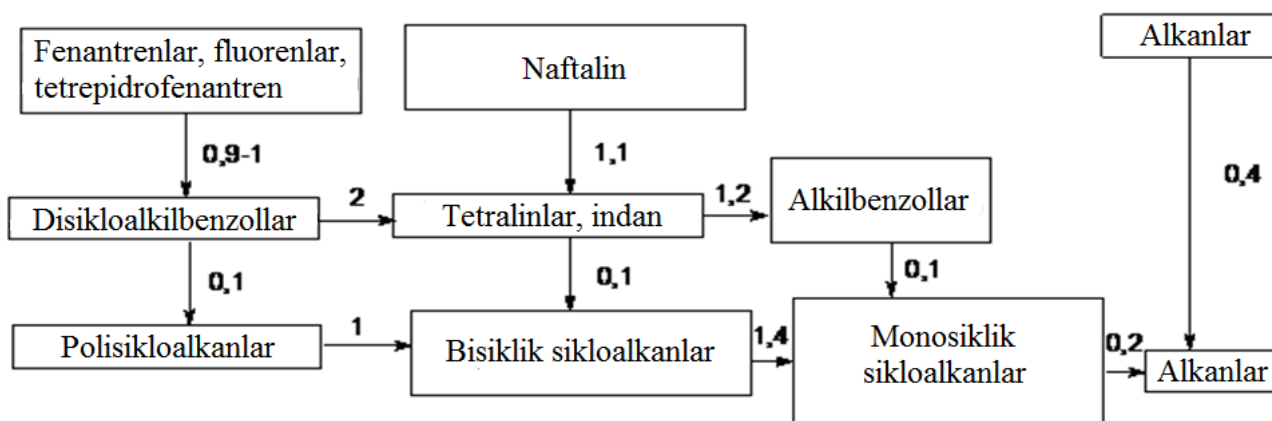 Fenantrenlar, fluorenlar,
tetrepidrofenantren
Naftalin
Alkanlar
0,9-1
1,1
0,4
Disikloalkilbenzollar
2
Tetralinlar, indan
1,2
Alkilbenzollar
0,1
0,1
0,1
Polisikloalkanlar
1
Bisiklik sikloalkanlar
1,4
Monosiklik
sikloalkanlar
0,2
Alkanlar